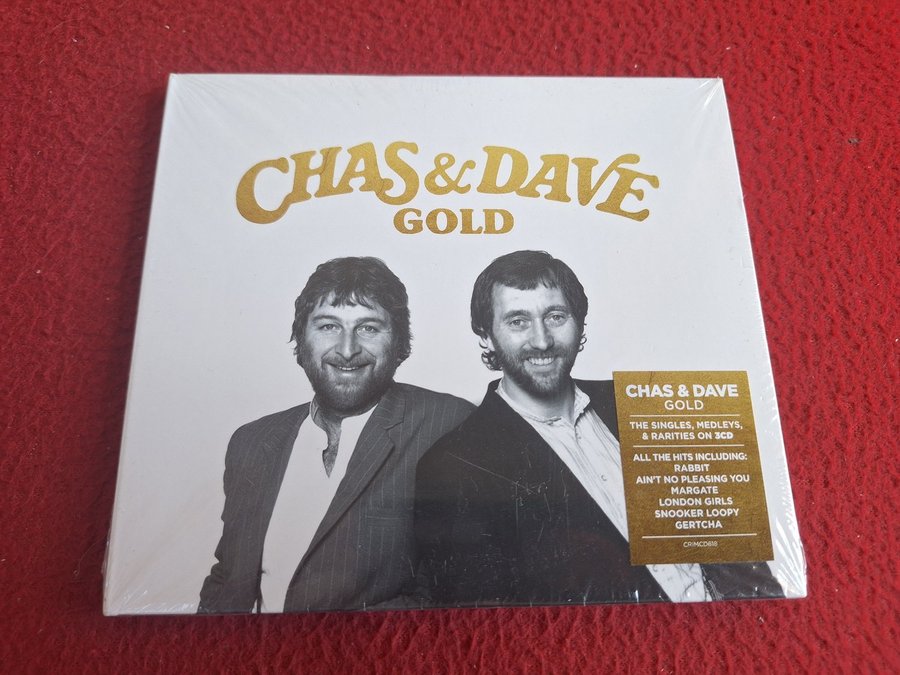 CHAS & DAVE
GOLD
CHAS & DAVE
GOLD
THE SINGLES, MEDLEYS,
& RARITIES ON 3CD
ALL THE HITS INCLUDING:
RABBIT
AIN'T NO PLEASING YOU
MARGATE
LONDON GIRLS
SNOOKER LOOPY
GERTCHA
CRIMCD818